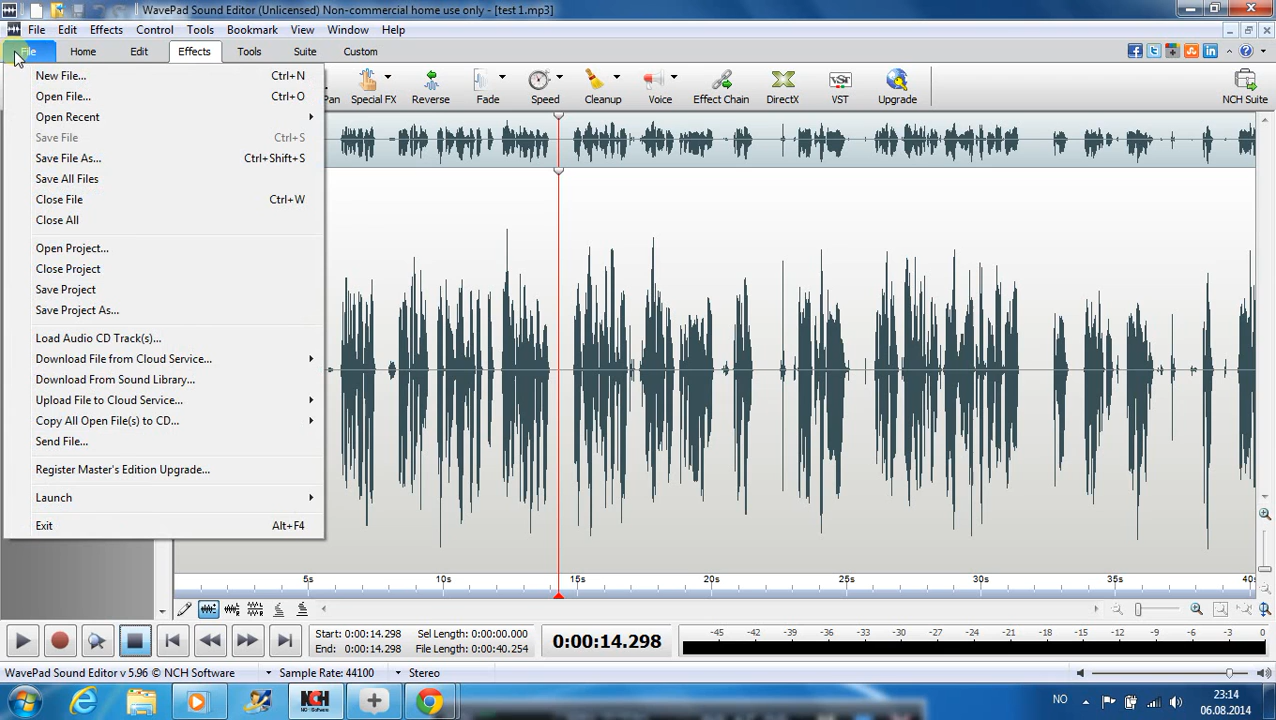 WavePad Sound Editor (Unlicensed) Non-commercial home use only - [test 1.mp3]
File Edit Effects Control Tools Bookmark View Window Help
File Home Edit Effects Tools Suite Custom
New File... Ctrl+N
Open File... Ctrl+O
Open Recent
Save File Ctrl+S
Save File As... Ctrl+Shift+S
Save All Files
Close File Ctrl+W
Close All
Open Project...
Close Project
Save Project
Save Project As...
Load Audio CD Track(s)...
Download File from Cloud Service...
Download From Sound Library...
Upload File to Cloud Service...
Copy All Open File(s) to CD...
Send File...
Register Master's Edition Upgrade...
Launch
Exit Alt+F4
Pan Special FX Reverse Fade Speed Cleanup Voice Effect Chain DirectX VST Upgrade NCH Suite
5s 10s 15s 20s 25s 30s 35s 40s
Start: 0:00:14.298 Sel Length: 0:00:00.000
End: 0:00:14.298 File Length: 0:00:40.254
0:00:14.298
-45 -42 -39 -36 -33 -30 -27 -24 -21 -18 -15 -12 -9 -6 -3 0
WavePad Sound Editor v 5.96 © NCH Software Sample Rate: 44100 Stereo
NCH
NO
23:14
06.08.2014